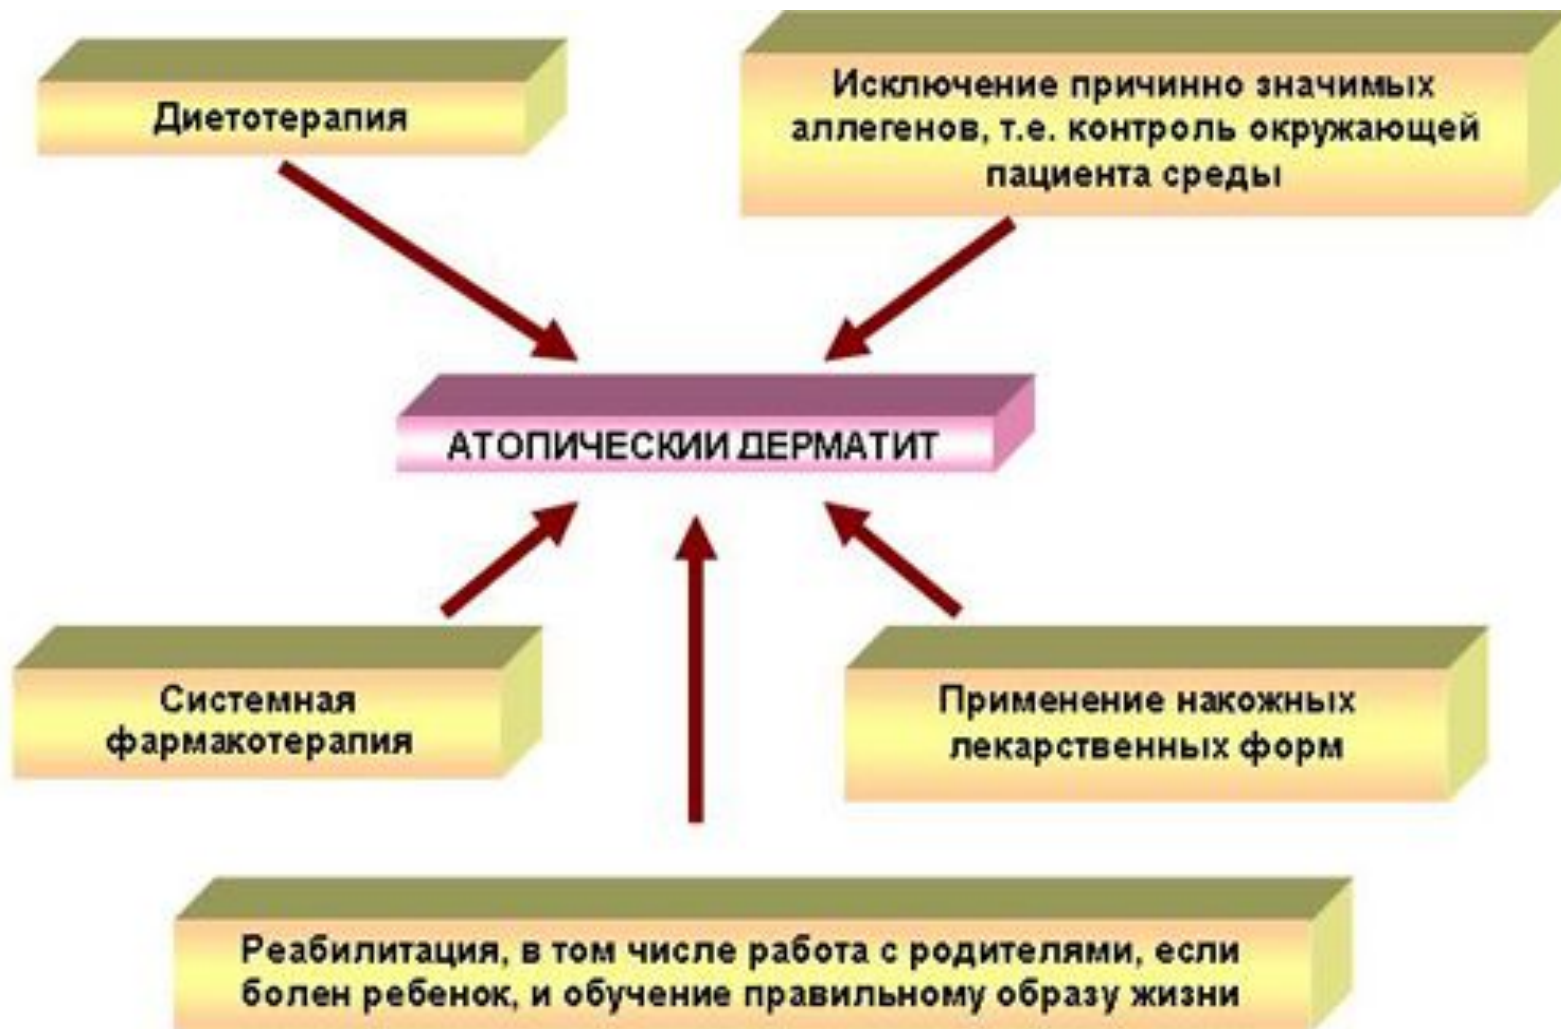 Диетотерапия
Исключение причинно значимых
аллегенов, т.е. контроль окружающей
пациента среды
АТОПИЧЕСКИЙ ДЕРМАТИТ
Системная
фармакотерапия
Применение накожных
лекарственных форм
Реабилитация, в том числе работа с родителями, если
болен ребенок, и обучение правильному образу жизни